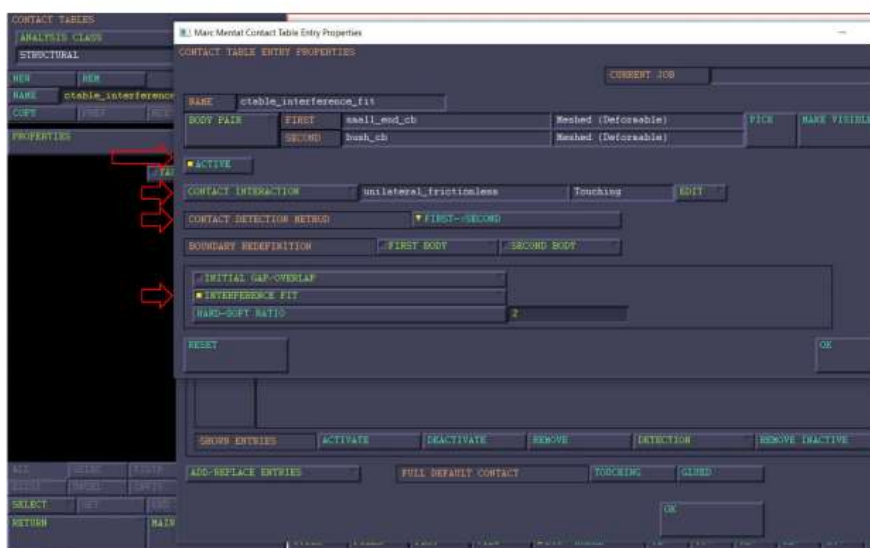 CONTACT TABLES
ANALYSIS CLASS
STRUCTURAL
NEW REM
NAME ctable_interference
COPY PREV
PROPERTIES
Marc Mentat Contact Table Entry Properties
CONTACT TABLE ENTRY PROPERTIES
CURRENT JOB
NAME ctable_interference_fit
BODY PAIR FIRST small_end_cb Meshed (Deformable) PICK MAKE VISIBLE
SECOND bush_cb Meshed (Deformable)
ACTIVE
CONTACT INTERACTION unilateral_frictionless Touching EDIT
CONTACT DETECTION METHOD FIRST->SECOND
BOUNDARY REDEFINITION FIRST BODY SECOND BODY
INITIAL GAP/OVERLAP
INTERFERENCE FIT
HARD-SOFT RATIO 2
RESET OK
SHOWN ENTRIES ACTIVATE DEACTIVATE REMOVE DETECTION REMOVE INACTIVE
ADD/REPLACE ENTRIES FULL DEFAULT CONTACT TOUCHING GLUED
OK
SELECT SET
RETURN MAIN